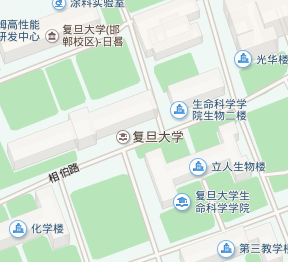 涂料实验室
姆高性能
研发中心
复旦大学(邯
郸校区)-日晷
光华楼
生命科学学
院生物二楼
复旦大学
立人生物楼
相伯路
复旦大学生
命科学学院
化学楼
第三教学楼